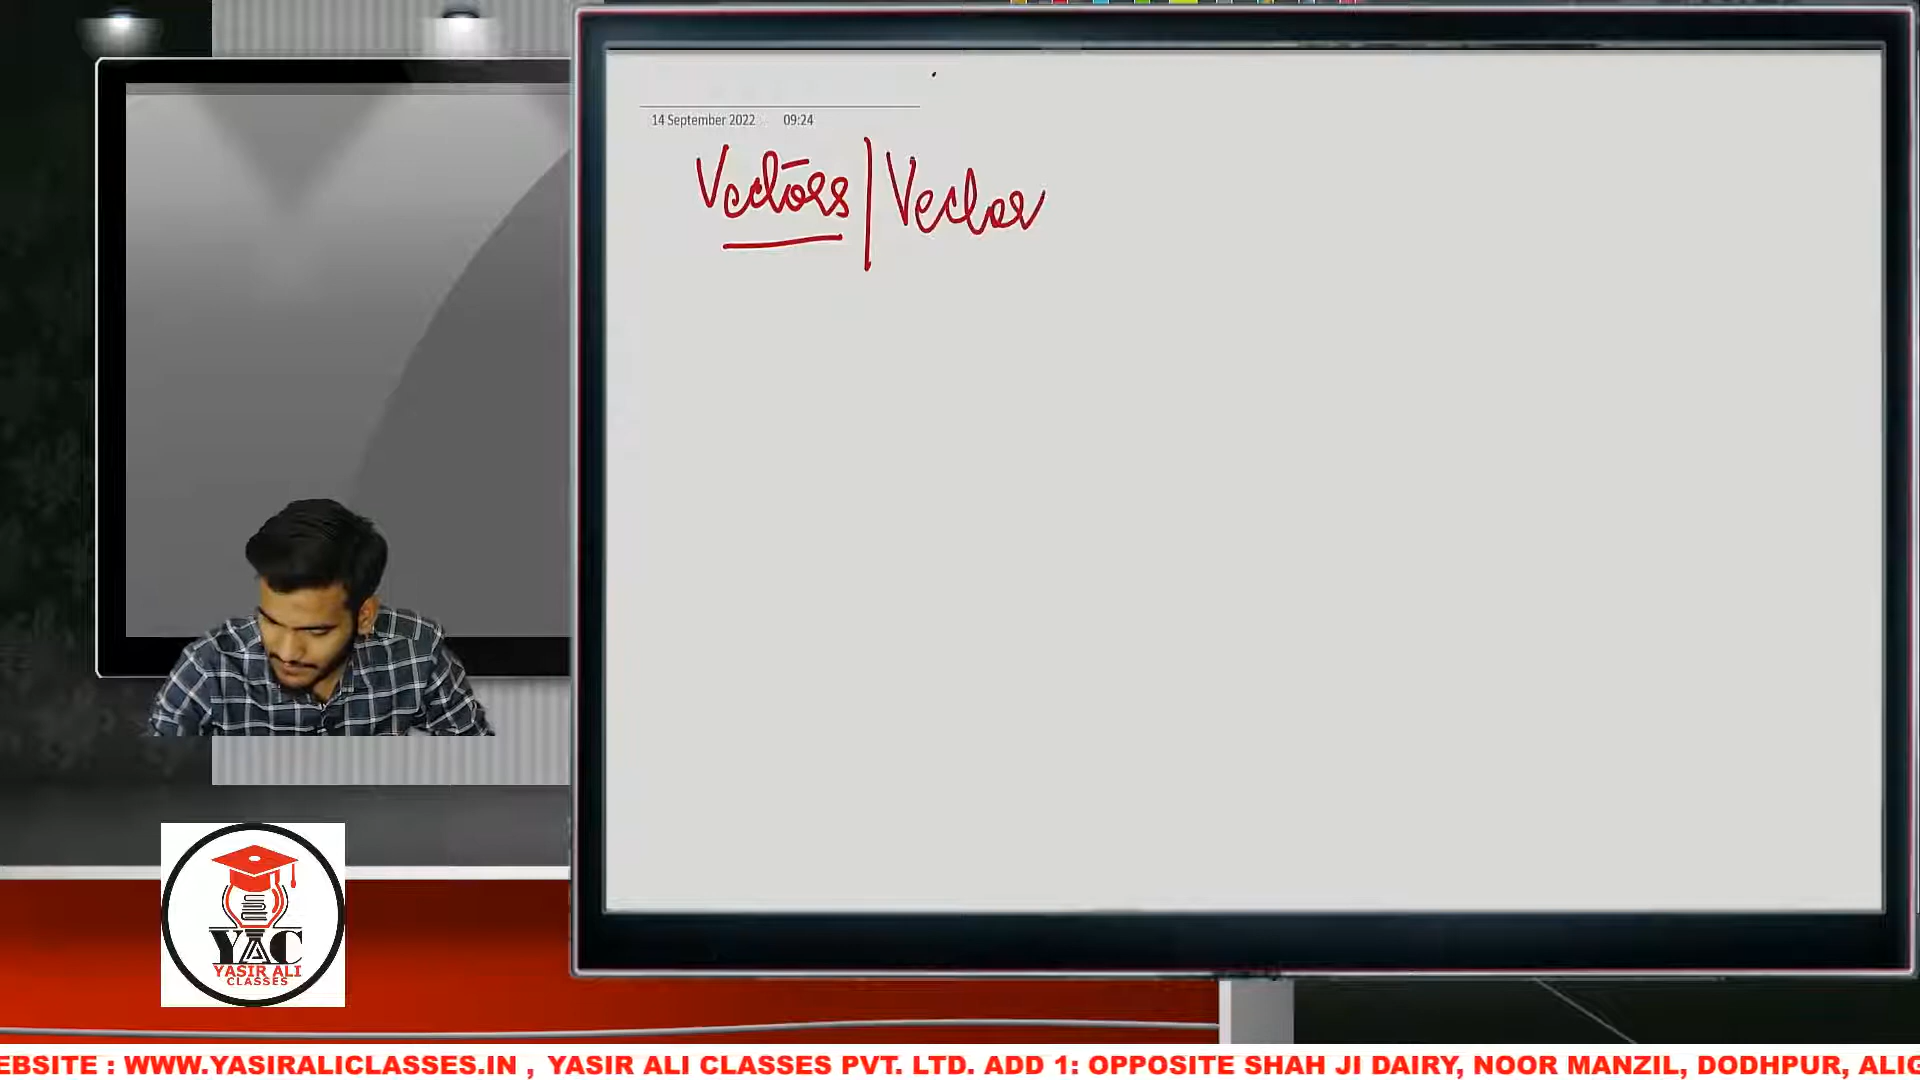 14 September 2022 09:24
Vectors | Vector
YAC
YASIR ALI
CLASSES
EBSITE : WWW.YASIRALICLASSES.IN , YASIR ALI CLASSES PVT. LTD. ADD 1: OPPOSITE SHAH JI DAIRY, NOOR MANZIL, DODHPUR, ALIG